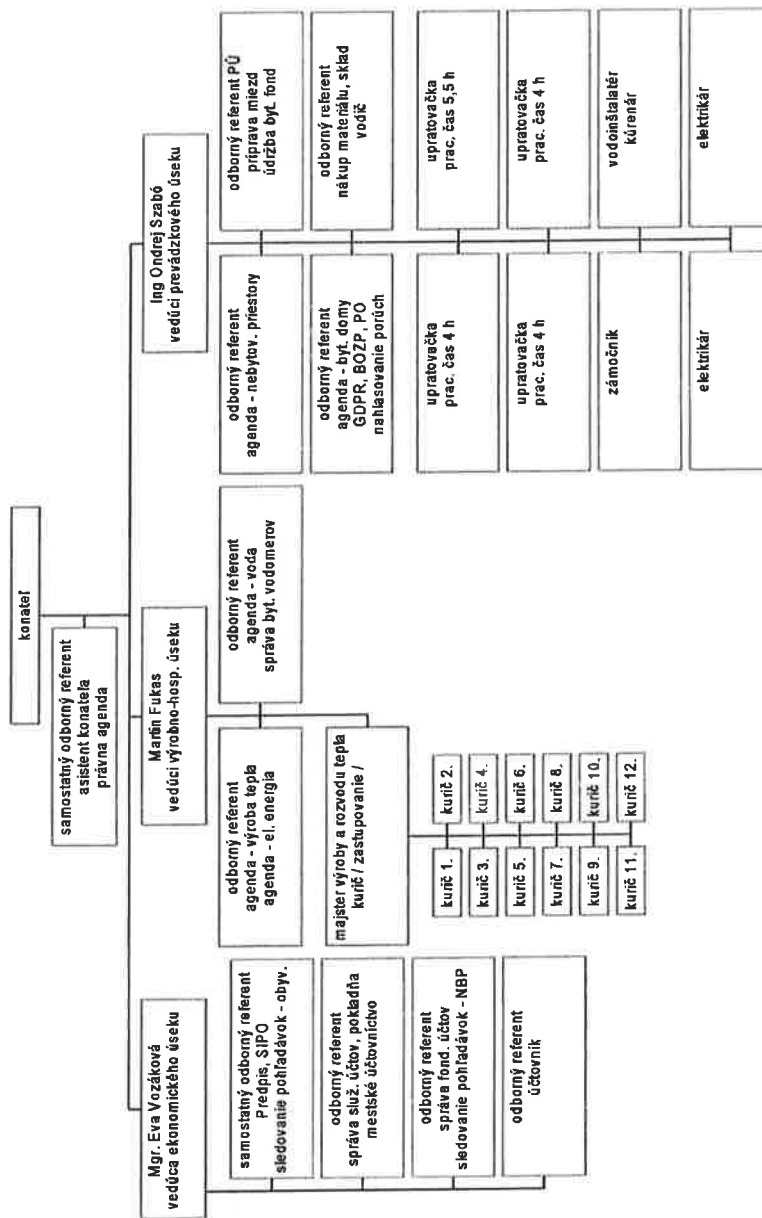 konateľ
samostatný odborný referent
asistent konateľa
právna agenda
Mgr. Eva Vozáková
vedúca ekonomického úseku
samostatný odborný referent
Predpis, SIPO
sledovanie pohľadávok - obyv.
odborný referent
správa služ. účtov, pokladňa
mestské účtovníctvo
odborný referent
správa fond. účtov
sledovanie pohľadávok - NBP
odborný referent
účtovník
Martin Fukas
vedúci výrobno-hosp. úseku
odborný referent
agenda - výroba tepla
agenda - el. energia
odborný referent
agenda - voda
správa byt. vodomerov
majster výroby a rozvodu tepla
kurič / zastupovanie /
kurič 1.
kurič 2.
kurič 3.
kurič 4.
kurič 5.
kurič 6.
kurič 7.
kurič 8.
kurič 9.
kurič 10.
kurič 11.
kurič 12.
Ing Ondrej Szabó
vedúci prevádzkového úseku
odborný referent
agenda - nebytov. priestory
odborný referent PÚ
príprava miezd
údržba byt. fond
odborný referent
agenda - byt. domy
GDPR, BOZP, PO
nahlasovanie porúch
odborný referent
nákup materiálu, sklad
vodič
upratovačka
prac. čas 4 h
upratovačka
prac. čas 5,5 h
upratovačka
prac. čas 4 h
upratovačka
prac. čas 4 h
zámočník
vodoinštalatér
kúrenár
elektrikár
elektrikár